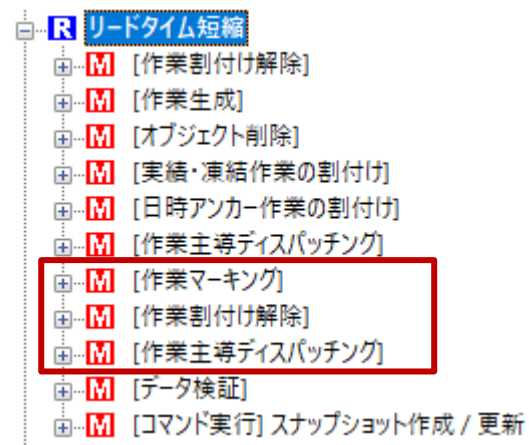 R リードタイム短縮
M [作業割付け解除]
M [作業生成]
M [オブジェクト削除]
M [実績・凍結作業の割付け]
M [日時アンカー作業の割付け]
M [作業主導ディスパッチング]
M [作業マーキング]
M [作業割付け解除]
M [作業主導ディスパッチング]
M [データ検証]
M [コマンド実行] スナップショット作成 / 更新